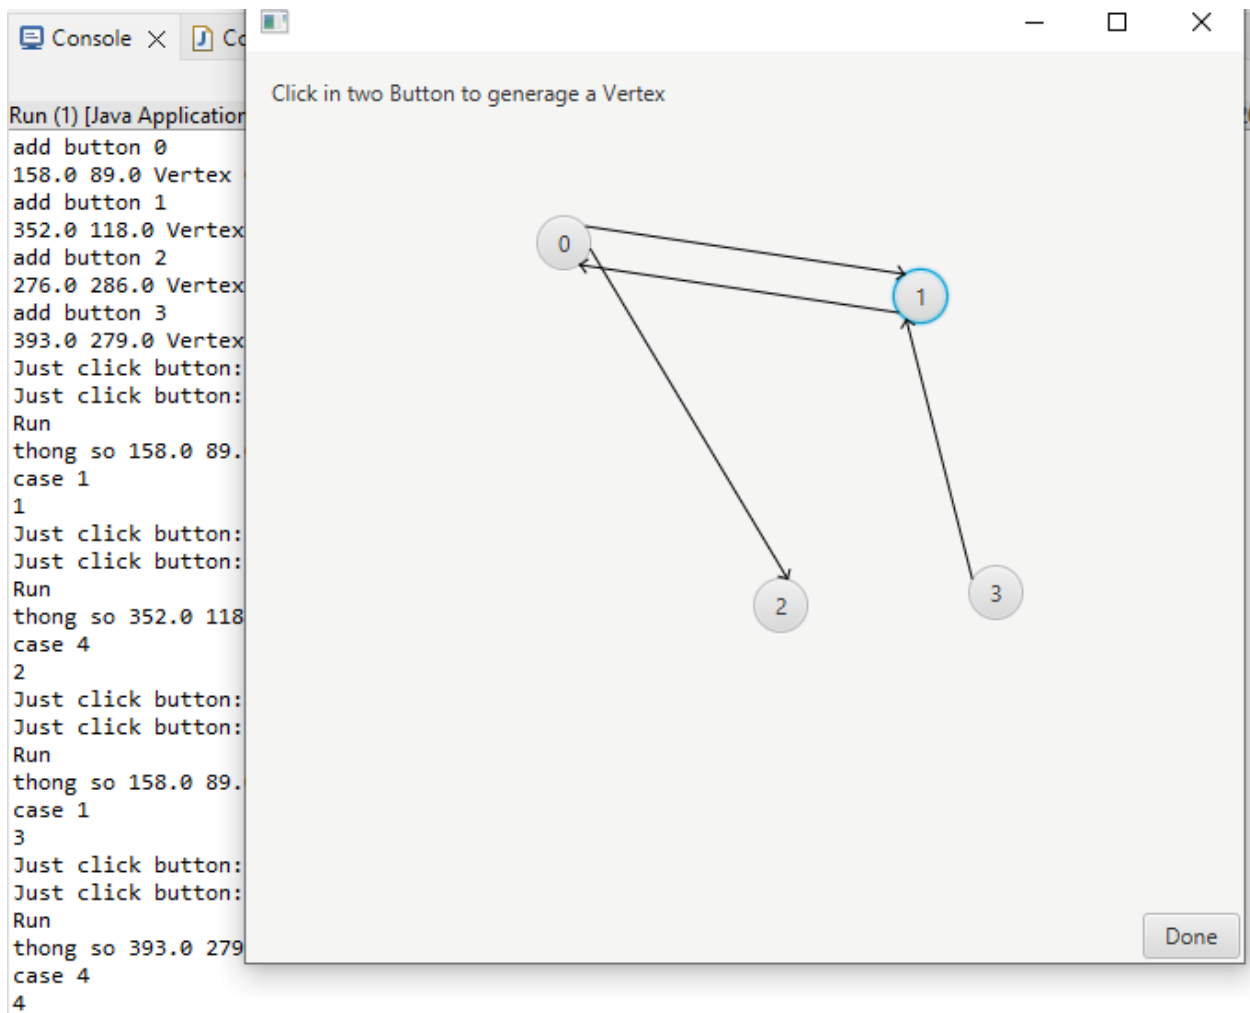 Console
Co
Run (1) [Java Application
add button 0
158.0 89.0 Vertex
add button 1
352.0 118.0 Vertex
add button 2
276.0 286.0 Vertex
add button 3
393.0 279.0 Vertex
Just click button:
Just click button:
Run
thong so 158.0 89.
case 1
1
Just click button:
Just click button:
Run
thong so 352.0 118
case 4
2
Just click button:
Just click button:
Run
thong so 158.0 89.
case 1
3
Just click button:
Just click button:
Run
thong so 393.0 279
case 4
4
Click in two Button to generage a Vertex
0
1
2
3
Done